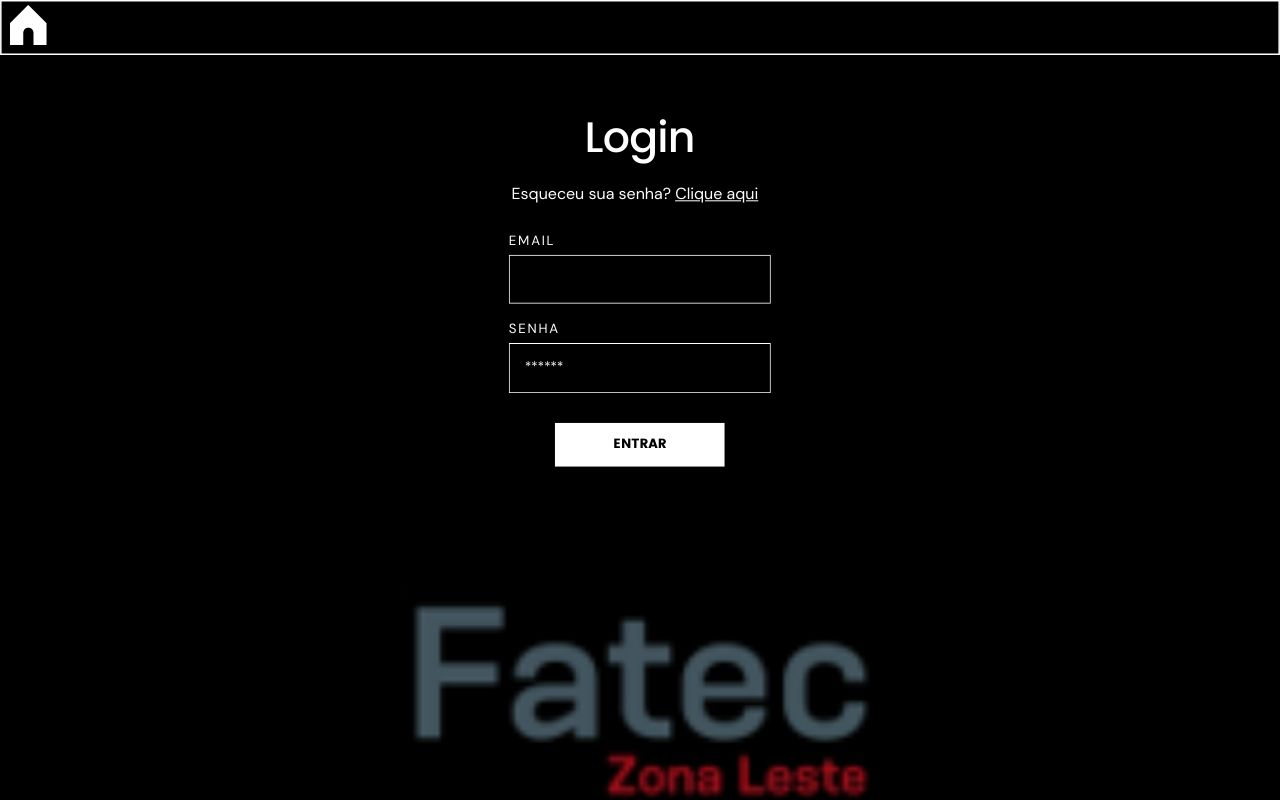 Login
Esqueceu sua senha? Clique aqui
EMAIL
SENHA
******
ENTRAR
Fatec
Zona Leste